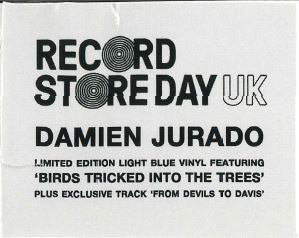 RECORD
STORE DAY UK
DAMIEN JURADO
LIMITED EDITION LIGHT BLUE VINYL FEATURING
‘BIRDS TRICKED INTO THE TREES’
PLUS EXCLUSIVE TRACK ‘FROM DEVILS TO DAVIS’